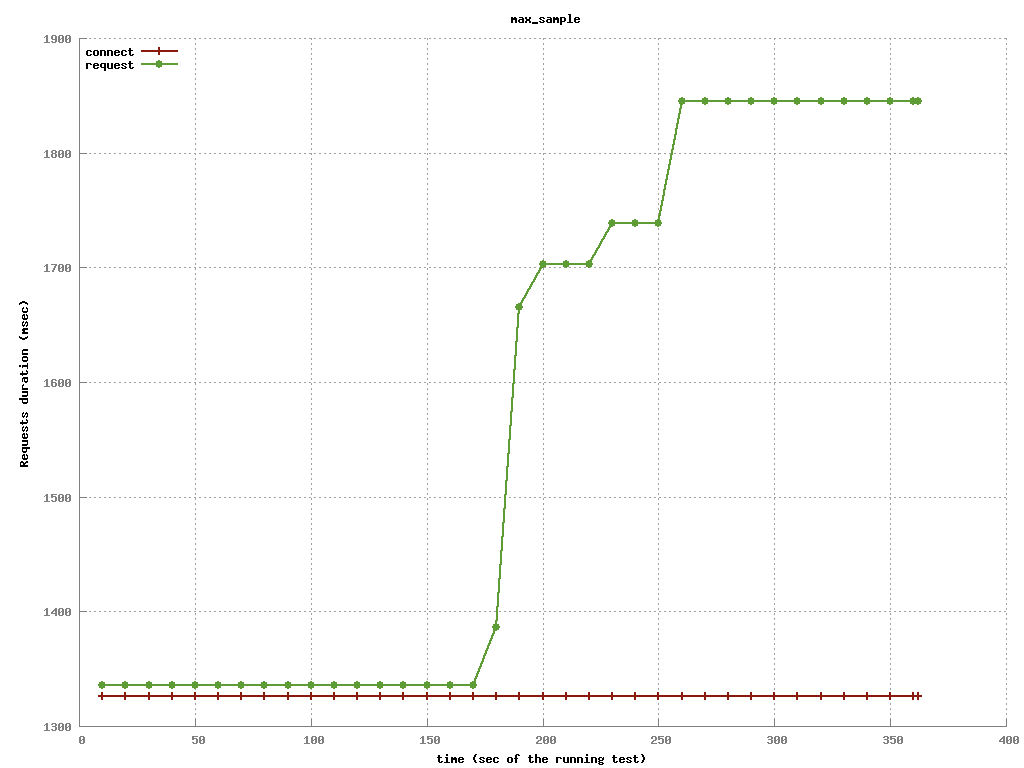 max_sample
1900
connect
request
1800
1700
1600
1500
1400
1300
Requests duration (msec)
0 50 100 150 200 250 300 350 400
time (sec of the running test)